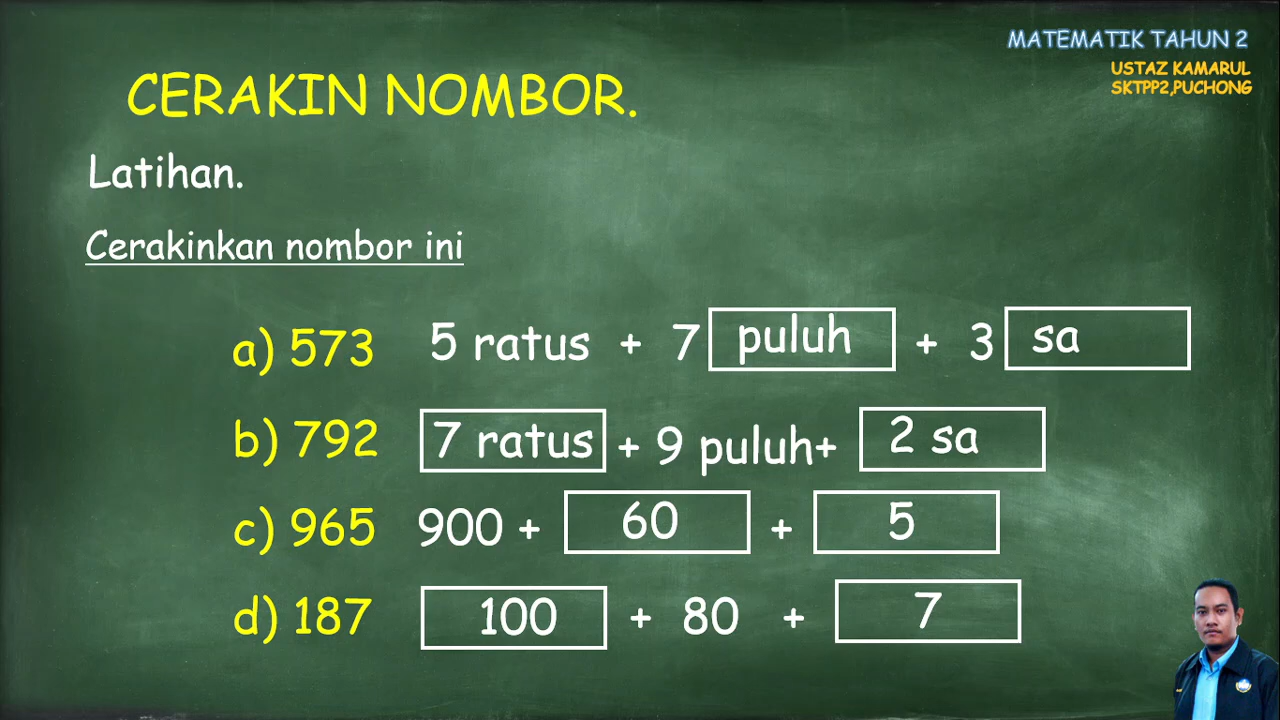 MATEMATIK TAHUN 2
USTAZ KAMARUL
SKTPP2,PUCHONG
CERAKIN NOMBOR.
Latihan.
Cerakinkan nombor ini
a) 573 5 ratus + 7 puluh + 3 sa
b) 792 7 ratus + 9 puluh+ 2 sa
c) 965 900 + 60 + 5
d) 187 100 + 80 + 7